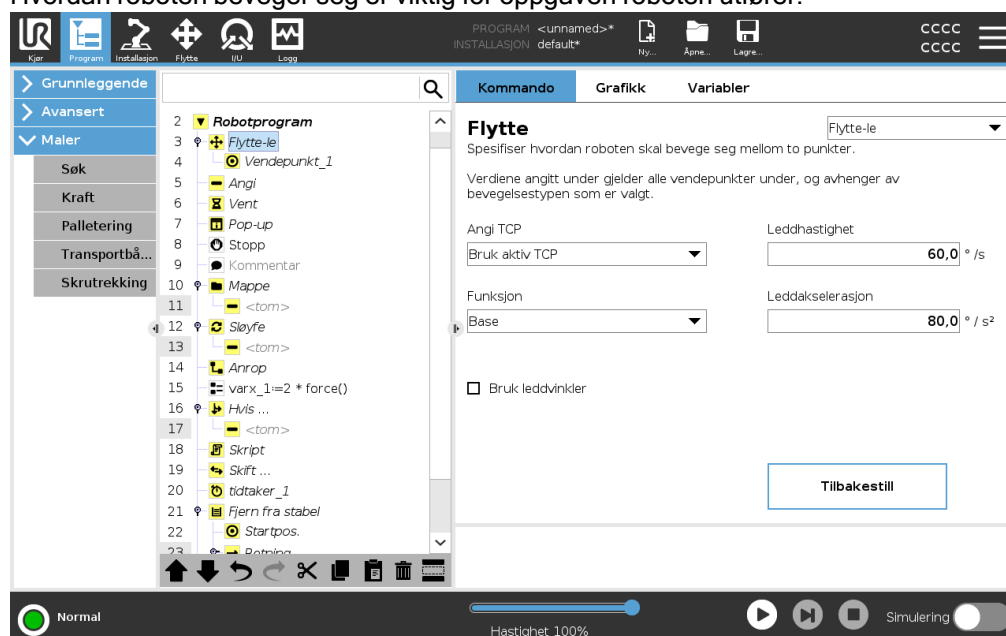 Hvordan roboten beveger seg er viktig for oppgaven roboten utfører.
PROGRAM <unnamed>*
INSTALLASJON default*
Kjør Program Installasjon Flytte I/U Logg
Ny... Åpne... Lagre...
CCCC
CCCC
Grunnleggende
Avansert
Maler
Søk
Kraft
Palletering
Transportbå...
Skrutrekking
2 Robotprogram
3 Flytte-le
4 Vendepunkt_1
5 Angi
6 Vent
7 Pop-up
8 Stopp
9 Kommentar
10 Mappe
11 <tom>
12 Sløyfe
13 <tom>
14 Anrop
15 varx_1:=2 * force()
16 Hvis ...
17 <tom>
18 Skript
19 Skift ...
20 tidtaker_1
21 Fjern fra stabel
22 Startpos.
23 Retning
Kommando Grafikk Variabler
Flytte
Flytte-le
Spesifiser hvordan roboten skal bevege seg mellom to punkter.
Verdiene angitt under gjelder alle vendepunkter under, og avhenger av
bevegelsestypen som er valgt.
Angi TCP
Leddhastighet
Bruk aktiv TCP
60,0 °/s
Funksjon
Leddakselerasjon
Base
80,0 ° / s²
Bruk leddvinkler
Tilbakestill
Normal
Hastighet 100%
Simulering